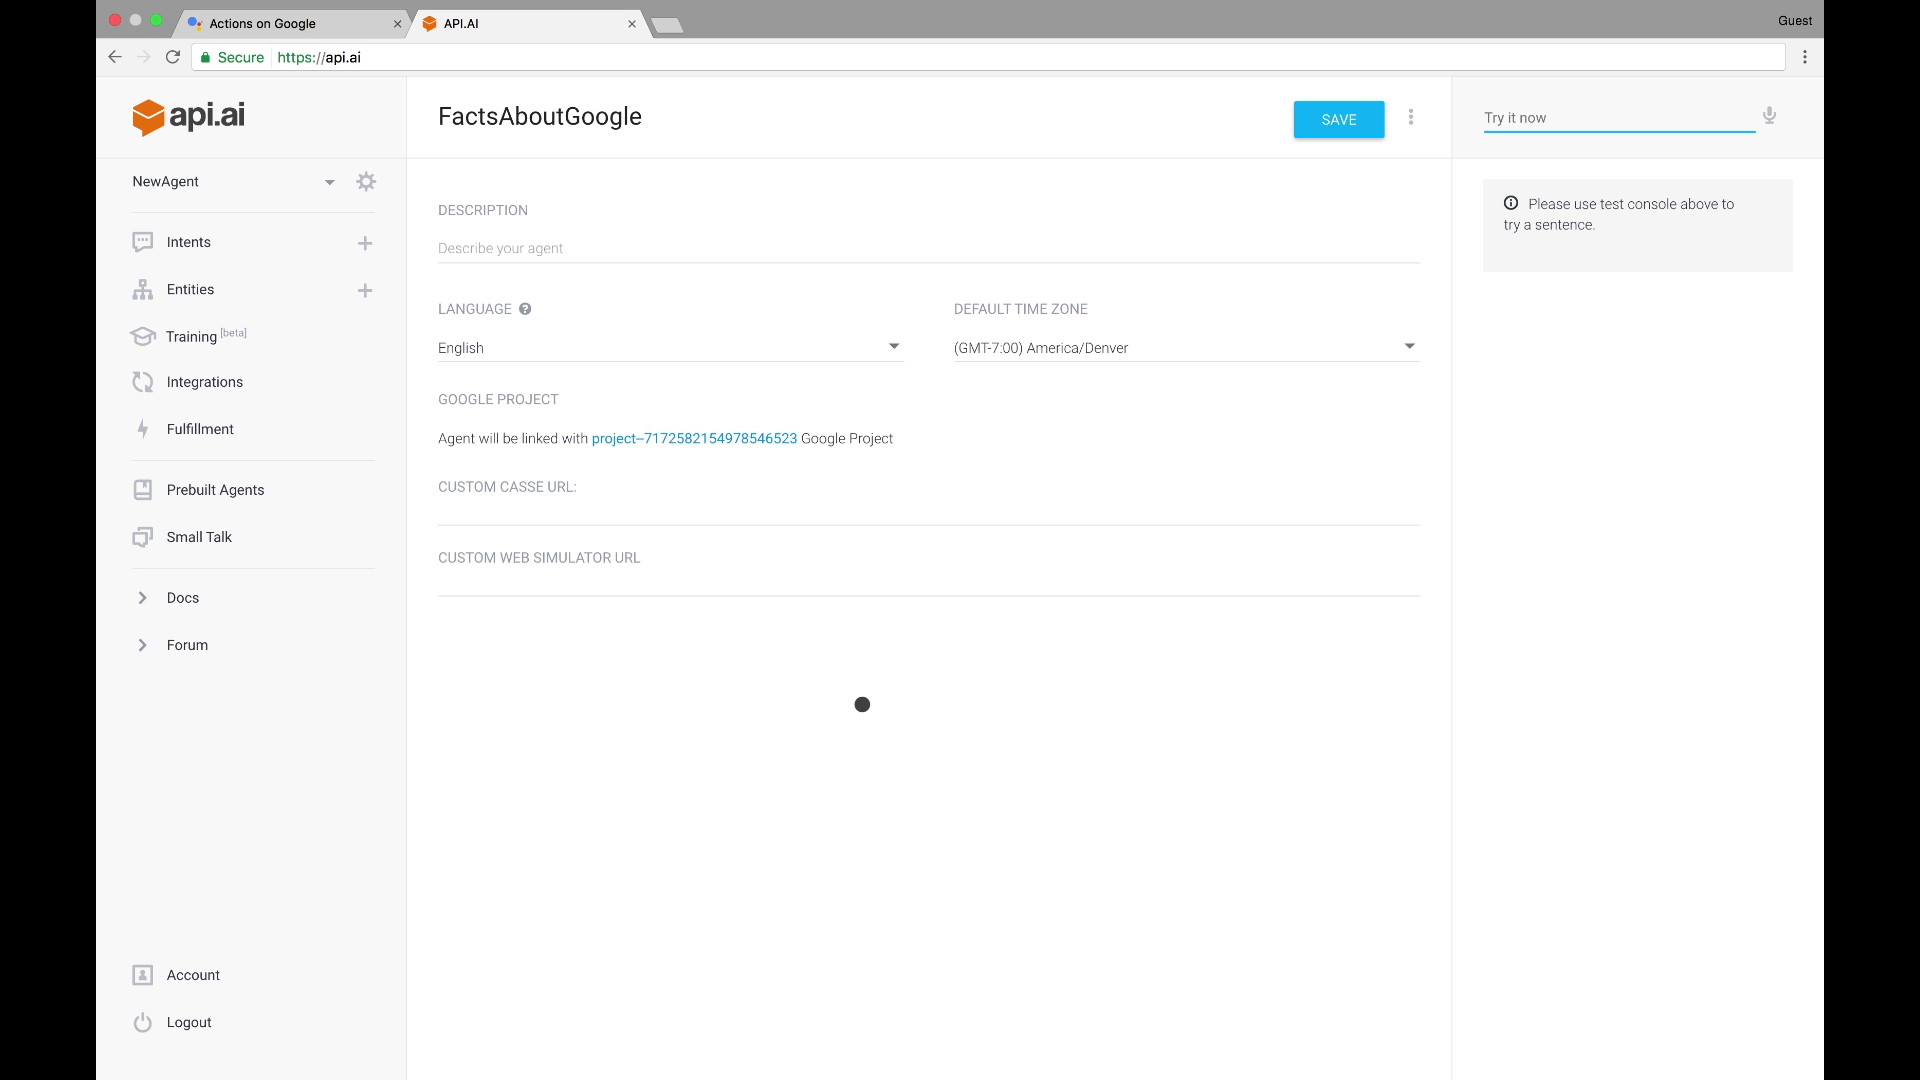 Actions on Google
API.AI
Guest
Secure https://api.ai
api.ai
FactsAboutGoogle
SAVE
Try it now
NewAgent
Intents
Entities
Training [beta]
Integrations
Fulfillment
Prebuilt Agents
Small Talk
Docs
Forum
Account
Logout
DESCRIPTION
Describe your agent
LANGUAGE
DEFAULT TIME ZONE
English
(GMT-7:00) America/Denver
GOOGLE PROJECT
Agent will be linked with project--7172582154978546523 Google Project
CUSTOM CASSE URL:
CUSTOM WEB SIMULATOR URL
Please use test console above to
try a sentence.